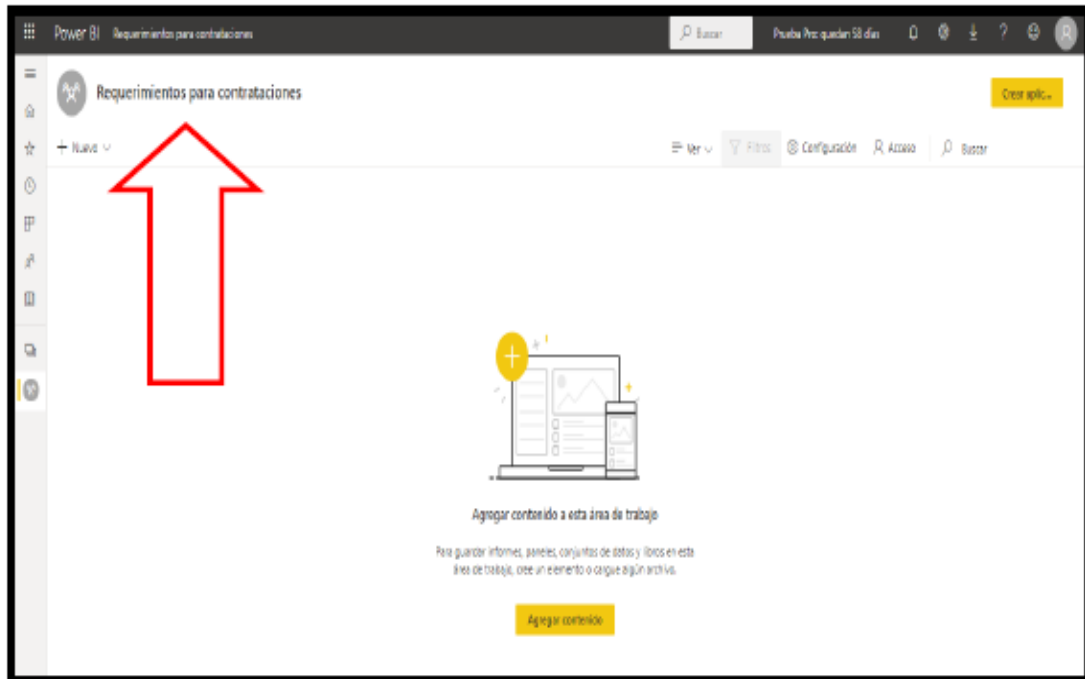 Power BI Requerimientos para contrataciones Buscar Prueba Pro: quedan 58 días
Requerimientos para contrataciones Crear aplic...
Nuevo Ver Filtros Configuración Acceso Buscar
Agregar contenido a esta área de trabajo
Para guardar informes, paneles, conjuntos de datos y libros en esta
área de trabajo, cree un elemento o cargue algún archivo.
Agregar contenido